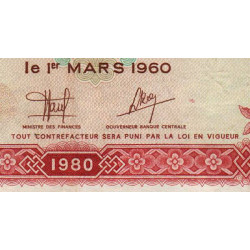 le 1er MARS 1960
MINISTRE DES FINANCES GOUVERNEUR BANQUE CENTRALE
TOUT CONTREFACTEUR SERA PUNI PAR LA LOI EN VIGUEUR
1980